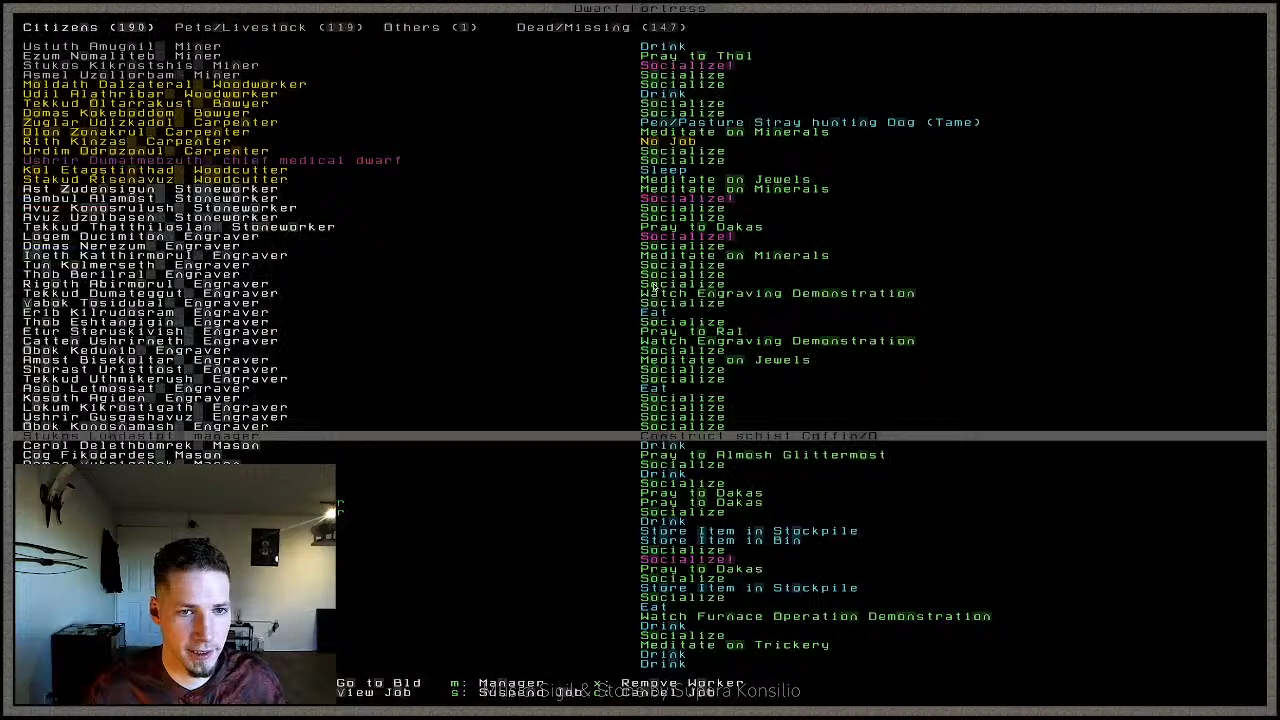 Dwarf Fortress
Citizens (190) Pets/Livestock (119) Others (1) Dead/Missing (147)
Ustuth Amugnil, Miner Drink
Ezum Nomaliteb, Miner Pray to Thol
Stukos Kikrostshis, Miner Socialize!
Asmel Uzollorbam, Miner Socialize
Moldath Dalzateral, Woodworker Socialize
Udil Alathribar, Woodworker Drink
Tekkud Oltarrakust, Bowyer Socialize
Domas Kokeboddom, Bowyer Socialize
Zuglar Udizkadol, Carpenter Pen/Pasture Stray hunting Dog (Tame)
Olon Zonakrul, Carpenter Meditate on Minerals
Rith Kinzas, Carpenter No Job
Urdim Odrozonul, Carpenter Socialize
Ushrir Dumatmebzuth, chief medical dwarf Socialize
Kol Etagstinthad, Woodcutter Sleep
Stakud Risenavuz, Woodcutter Meditate on Jewels
Ast Zudensigun, Stoneworker Meditate on Minerals
Bembul Alamost, Stoneworker Socialize!
Avuz Konosrulush, Stoneworker Socialize
Avuz Uzolbasen, Stoneworker Socialize
Tekkud Thatthiloslan, Stoneworker Pray to Dakas
Logem Ducimiton, Engraver Socialize!
Domas Nerezum, Engraver Socialize
Ineth Katthirmorul, Engraver Meditate on Minerals
Tun Kolmerseth, Engraver Socialize
Thob Berilral, Engraver Socialize
Rigoth Abirmorul, Engraver Socialize
Tekkud Dumateggut, Engraver Watch Engraving Demonstration
Yabok Tosidubal, Engraver Socialize
Erib Kilrudosram, Engraver Eat
Thob Eshtangigin, Engraver Socialize
Etur Steruskivish, Engraver Pray to Ral
Catten Ushrirneth, Engraver Watch Engraving Demonstration
Obok Kedunib, Engraver Socialize
Amost Bisekoltar, Engraver Meditate on Jewels
Shorast Uristtost, Engraver Socialize
Tekkud Uthmikerush, Engraver Socialize
Asob Letmossat, Engraver Eat
Kosoth Agiden, Engraver Socialize
Lokum Kikrostigath, Engraver Socialize
Ushrir Gusgashavuz, Engraver Socialize
Obok Konosnamash, Engraver Socialize
manager Construct schist Coffin/O
Cerol Delethbomrek, Mason Drink
Cog Fikodardes, Mason Pray to Almosh Glittermost
Socialize
Drink
Socialize
r Pray to Dakas
r Pray to Dakas
Socialize
Drink
Store Item in Stockpile
Store Item in Bin
Socialize
Socialize!
Pray to Dakas
Socialize
Store Item in Stockpile
Socialize
Eat
Watch Furnace Operation Demonstration
Drink
Socialize
Meditate on Trickery
Drink
Drink
Go to Bld m: Manager x: Remove Worker
View Job s: Suspend Job c: Cancel Job
Konsilio